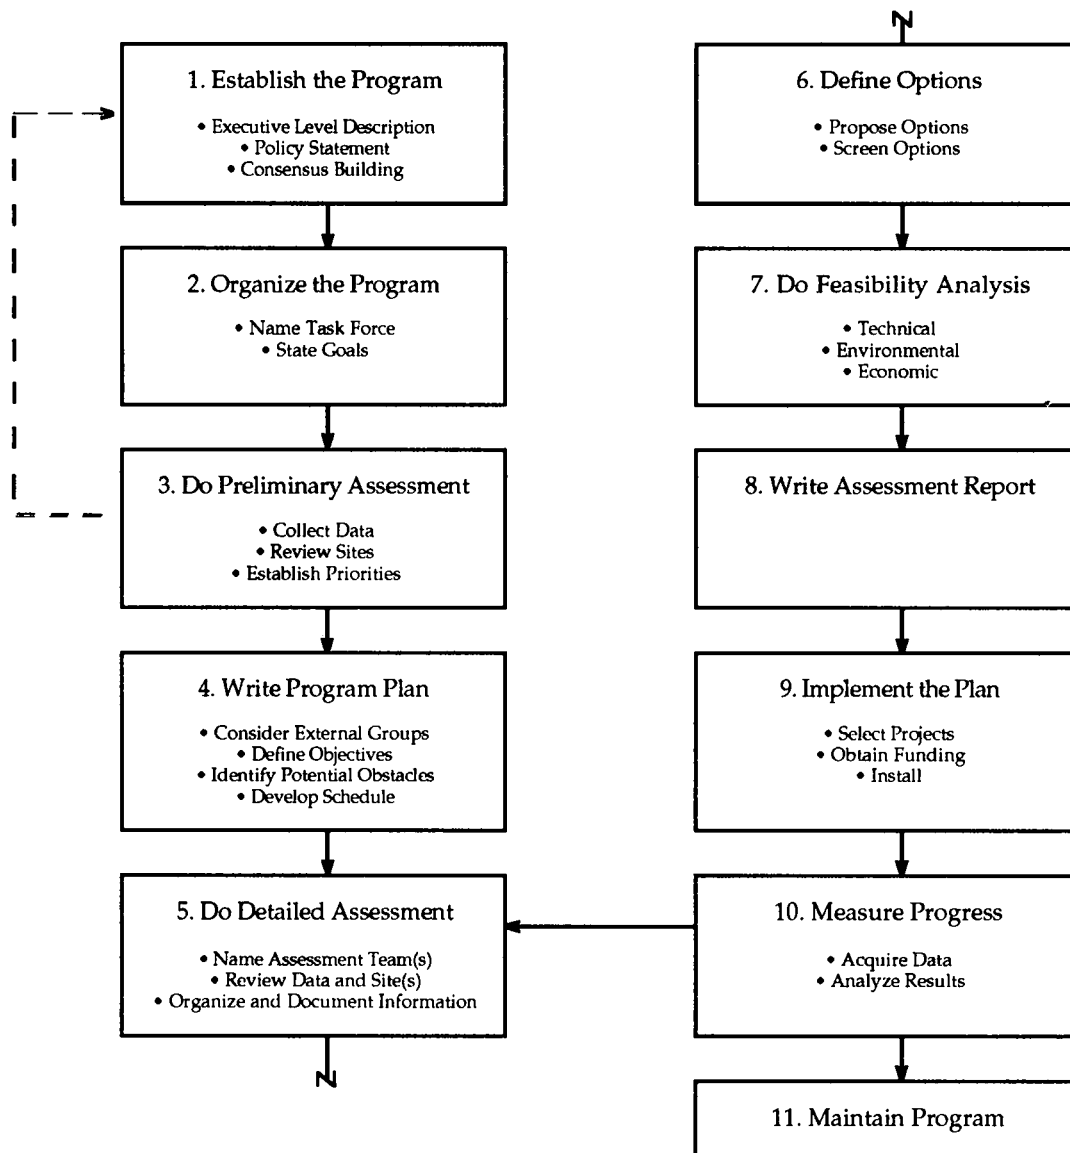 1. Establish the Program
• Executive Level Description
• Policy Statement
• Consensus Building
2. Organize the Program
• Name Task Force
• State Goals
3. Do Preliminary Assessment
• Collect Data
• Review Sites
• Establish Priorities
4. Write Program Plan
• Consider External Groups
• Define Objectives
• Identify Potential Obstacles
• Develop Schedule
5. Do Detailed Assessment
• Name Assessment Team(s)
• Review Data and Site(s)
• Organize and Document Information
6. Define Options
• Propose Options
• Screen Options
7. Do Feasibility Analysis
• Technical
• Environmental
• Economic
8. Write Assessment Report
9. Implement the Plan
• Select Projects
• Obtain Funding
• Install
10. Measure Progress
• Acquire Data
• Analyze Results
11. Maintain Program